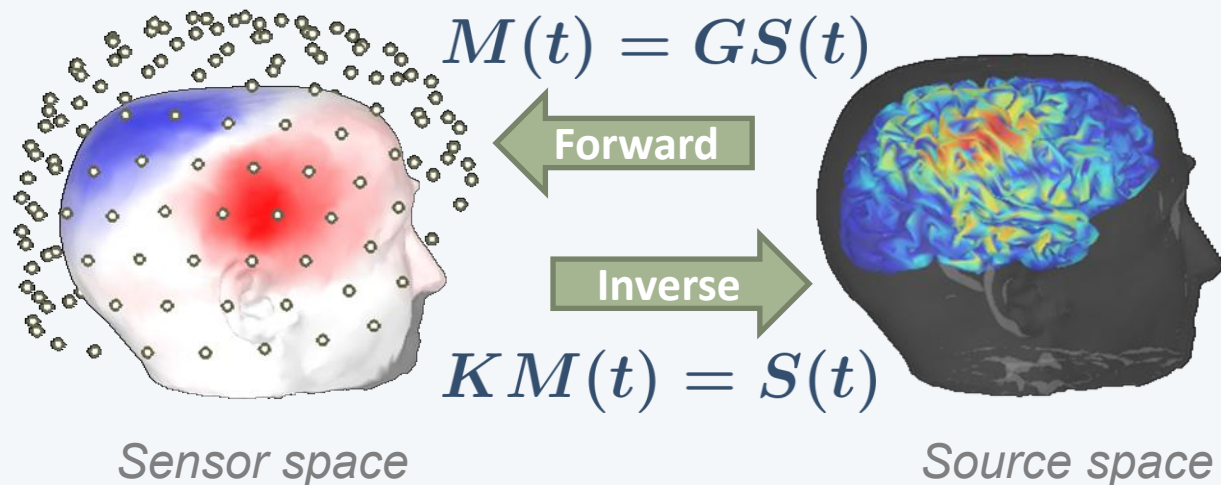 M(t) = GS(t)
Forward
Inverse
KM(t) = S(t)
Sensor space
Source space